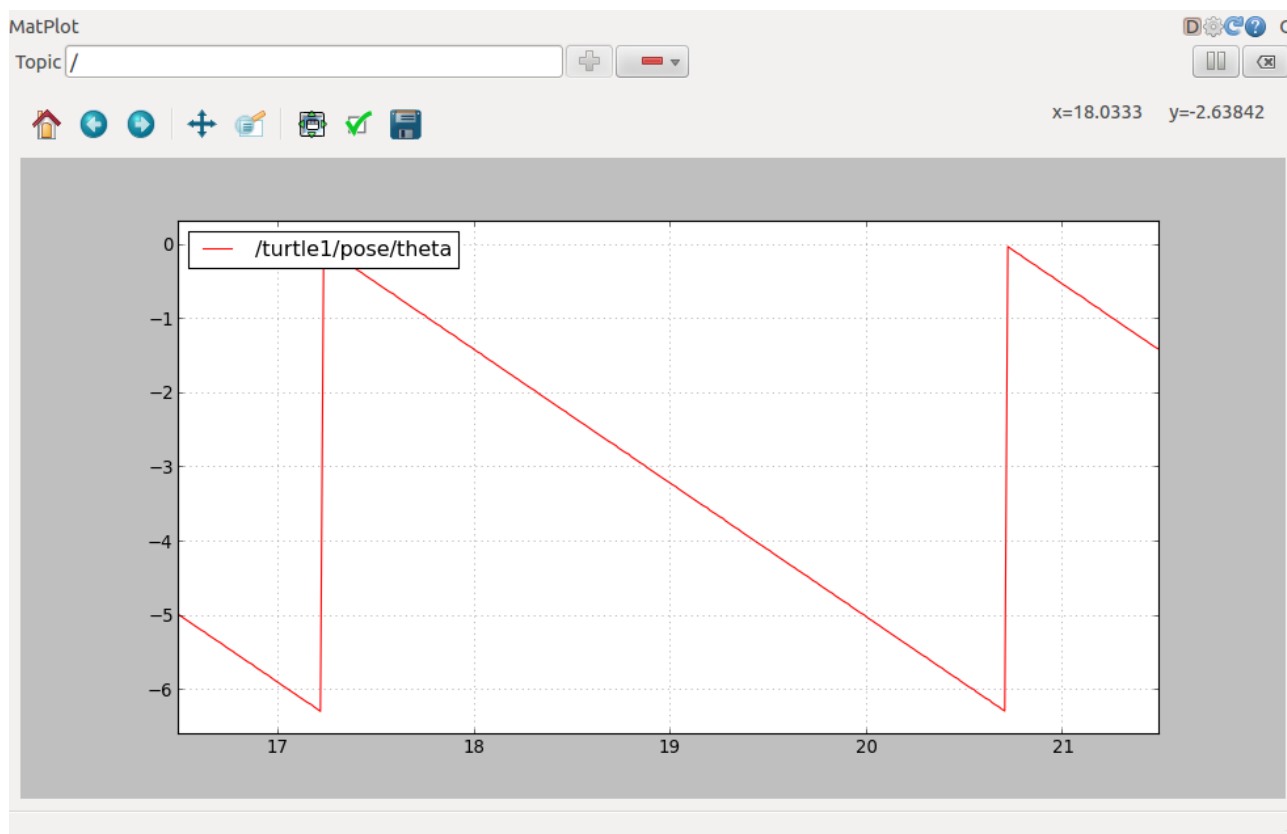 MatPlot
D
Topic /
x=18.0333 y=-2.63842
/turtle1/pose/theta
0
−1
−2
−3
−4
−5
−6
17 18 19 20 21